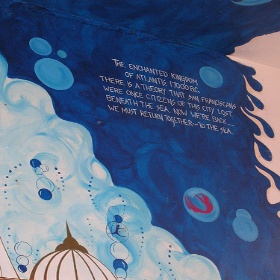 THE ENCHANTED KINGDOM
OF ATLANTIS 17000 B.C.
THERE IS A THEORY THAT SAN FRANCISCANS
WERE ONCE CITIZENS OF THIS CITY LOST
BENEATH THE SEA. NOW WE'RE BACK...
WE MUST RETURN TOGETHER--TO THE SEA.